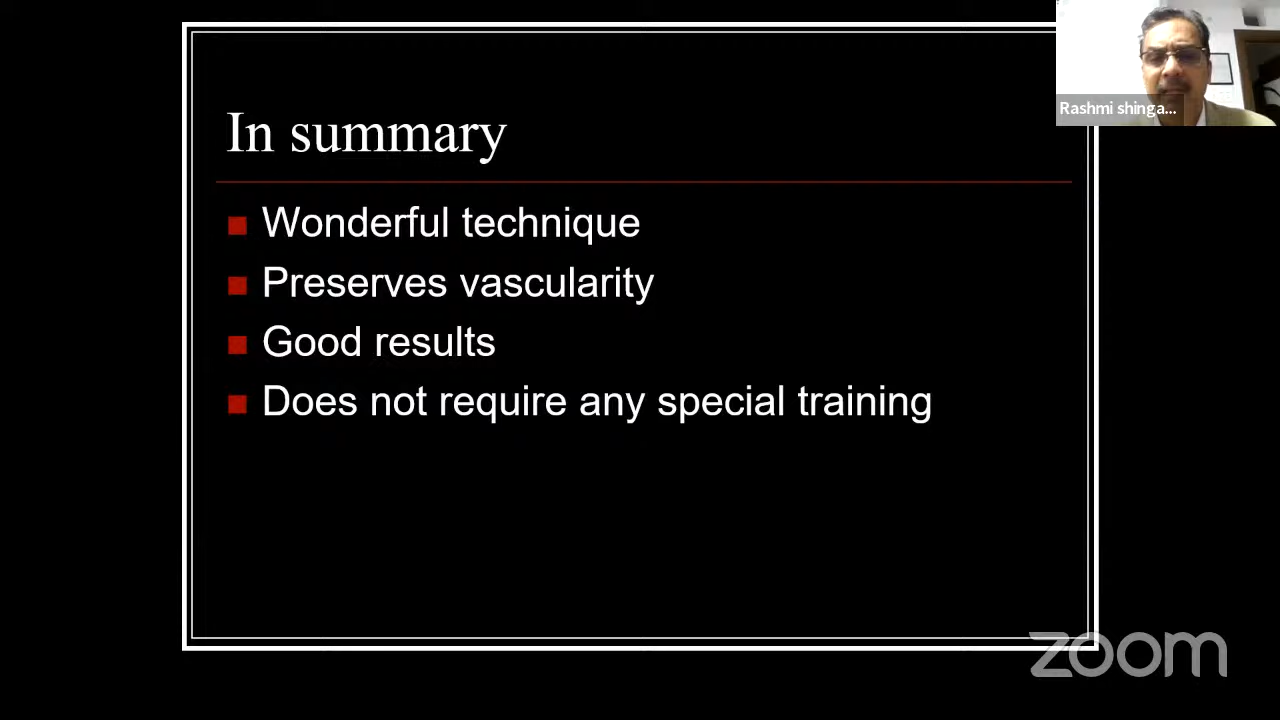 In summary
Wonderful technique
Preserves vascularity
Good results
Does not require any special training
Rashmi shinga...
zoom